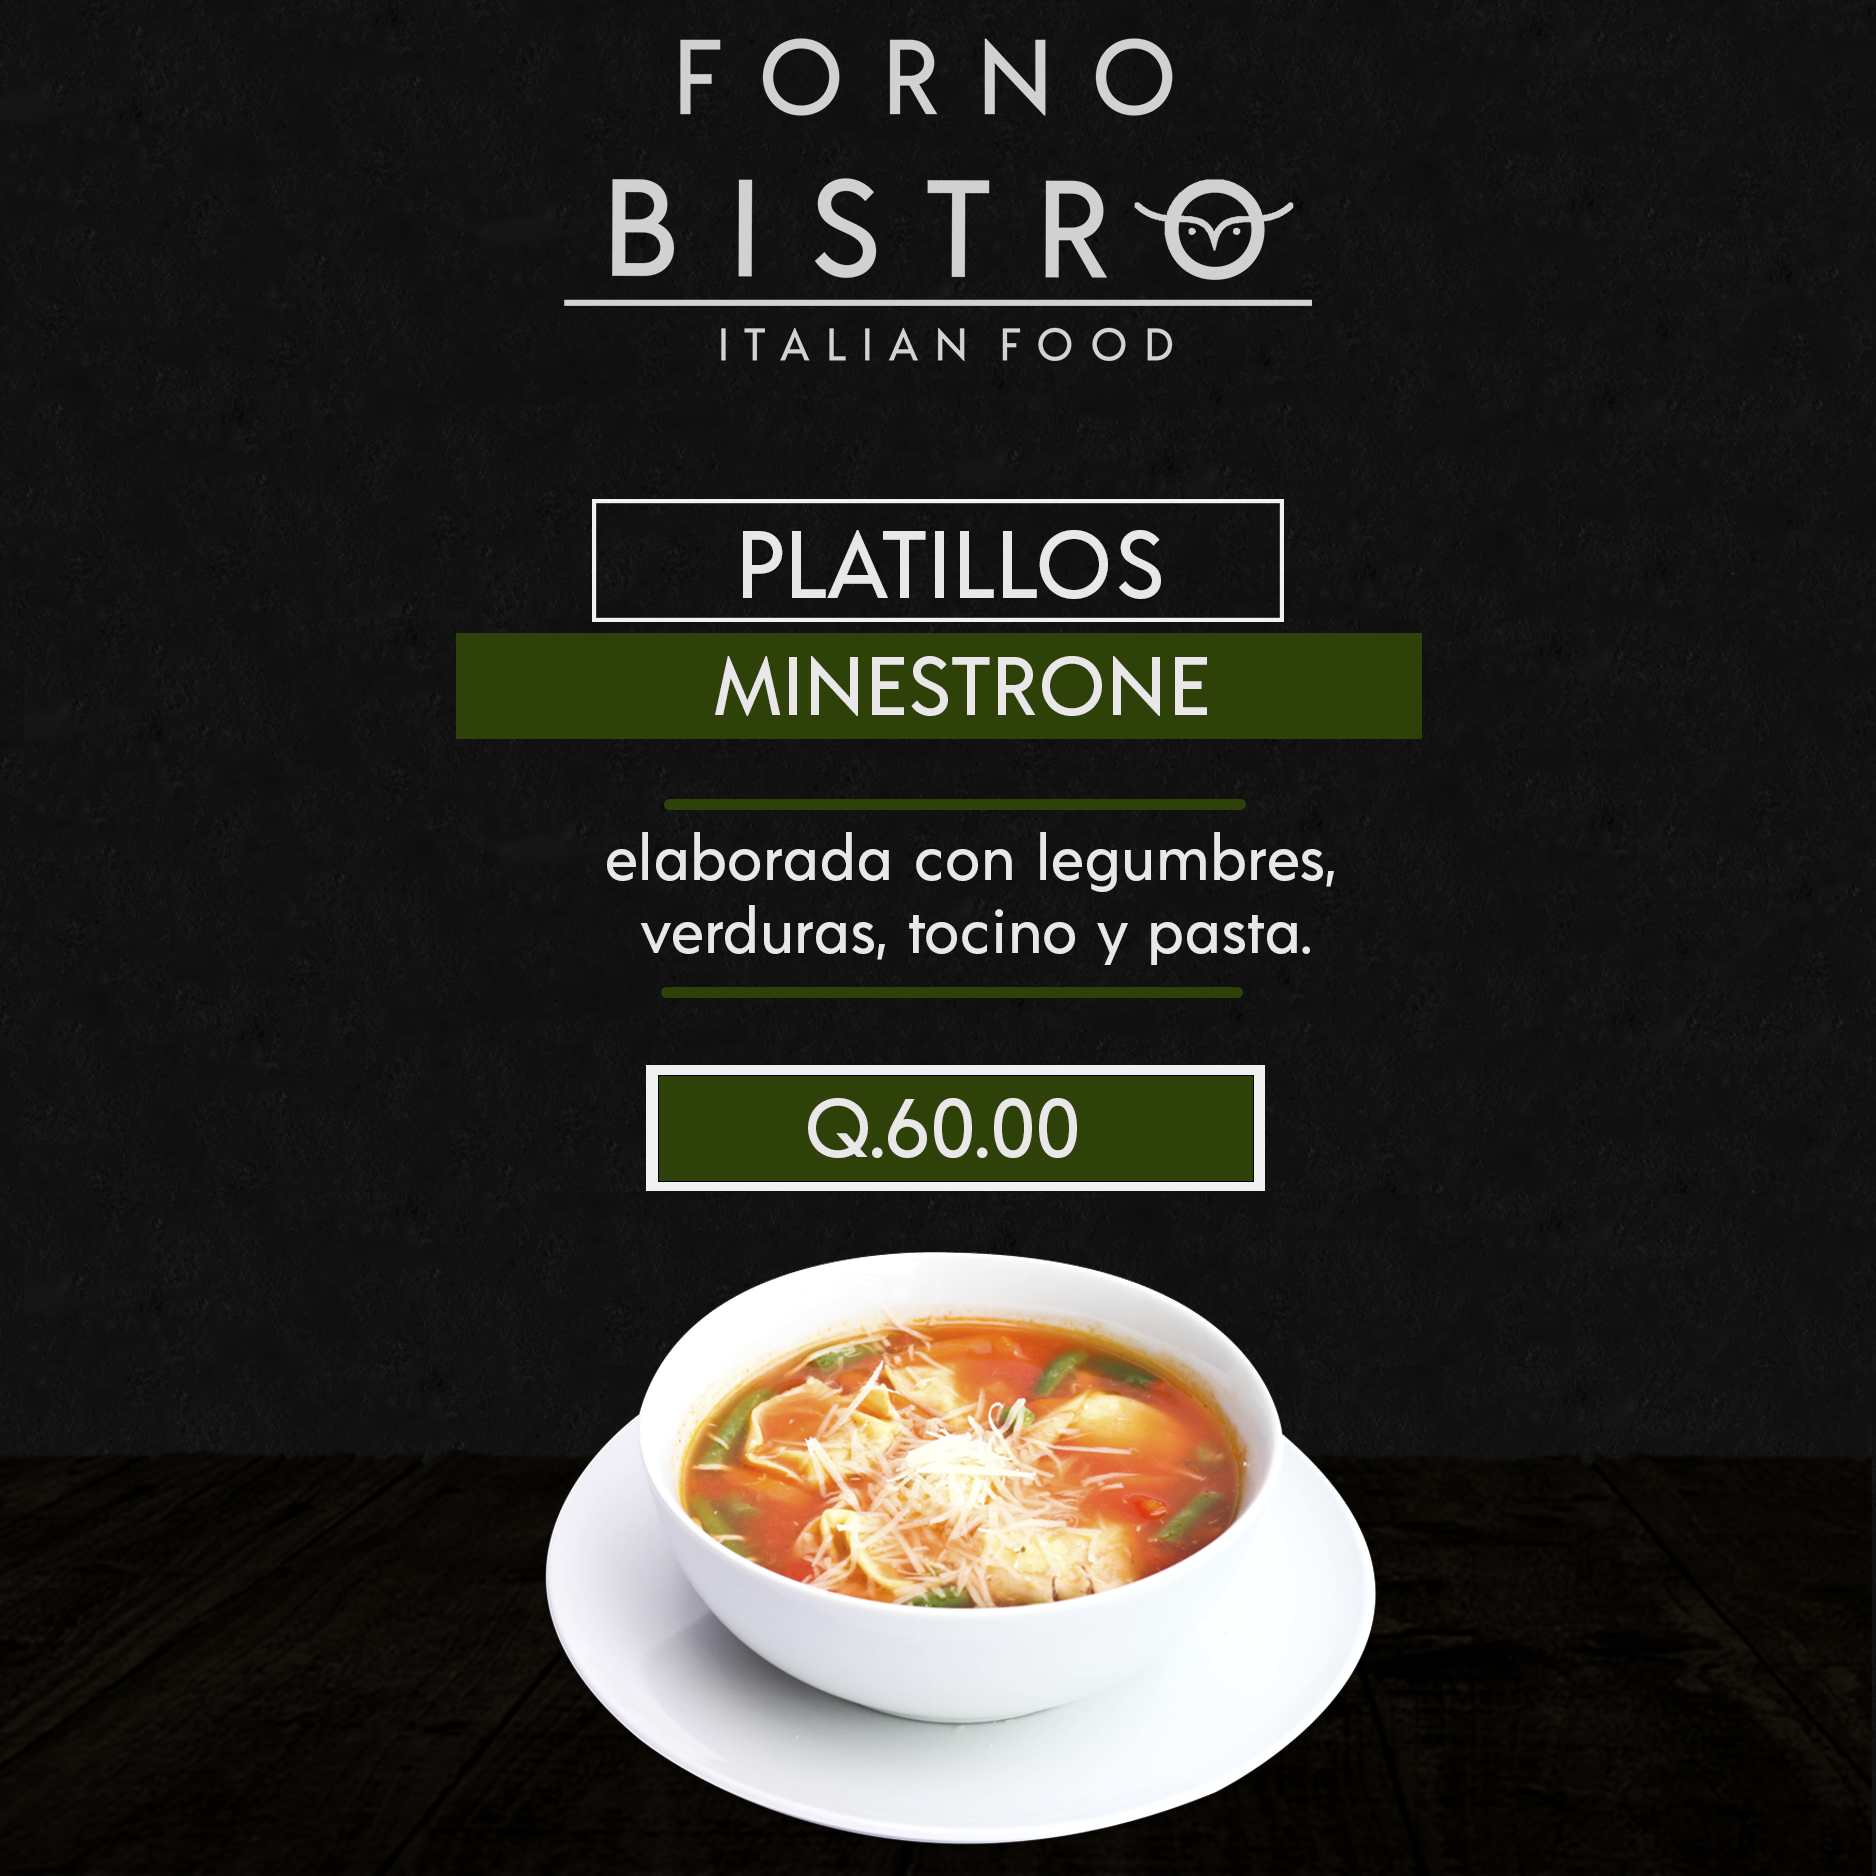 FORNO
BISTRO
ITALIAN FOOD
PLATILLOS
MINESTRONE
elaborada con legumbres,
verduras, tocino y pasta.
Q.60.00